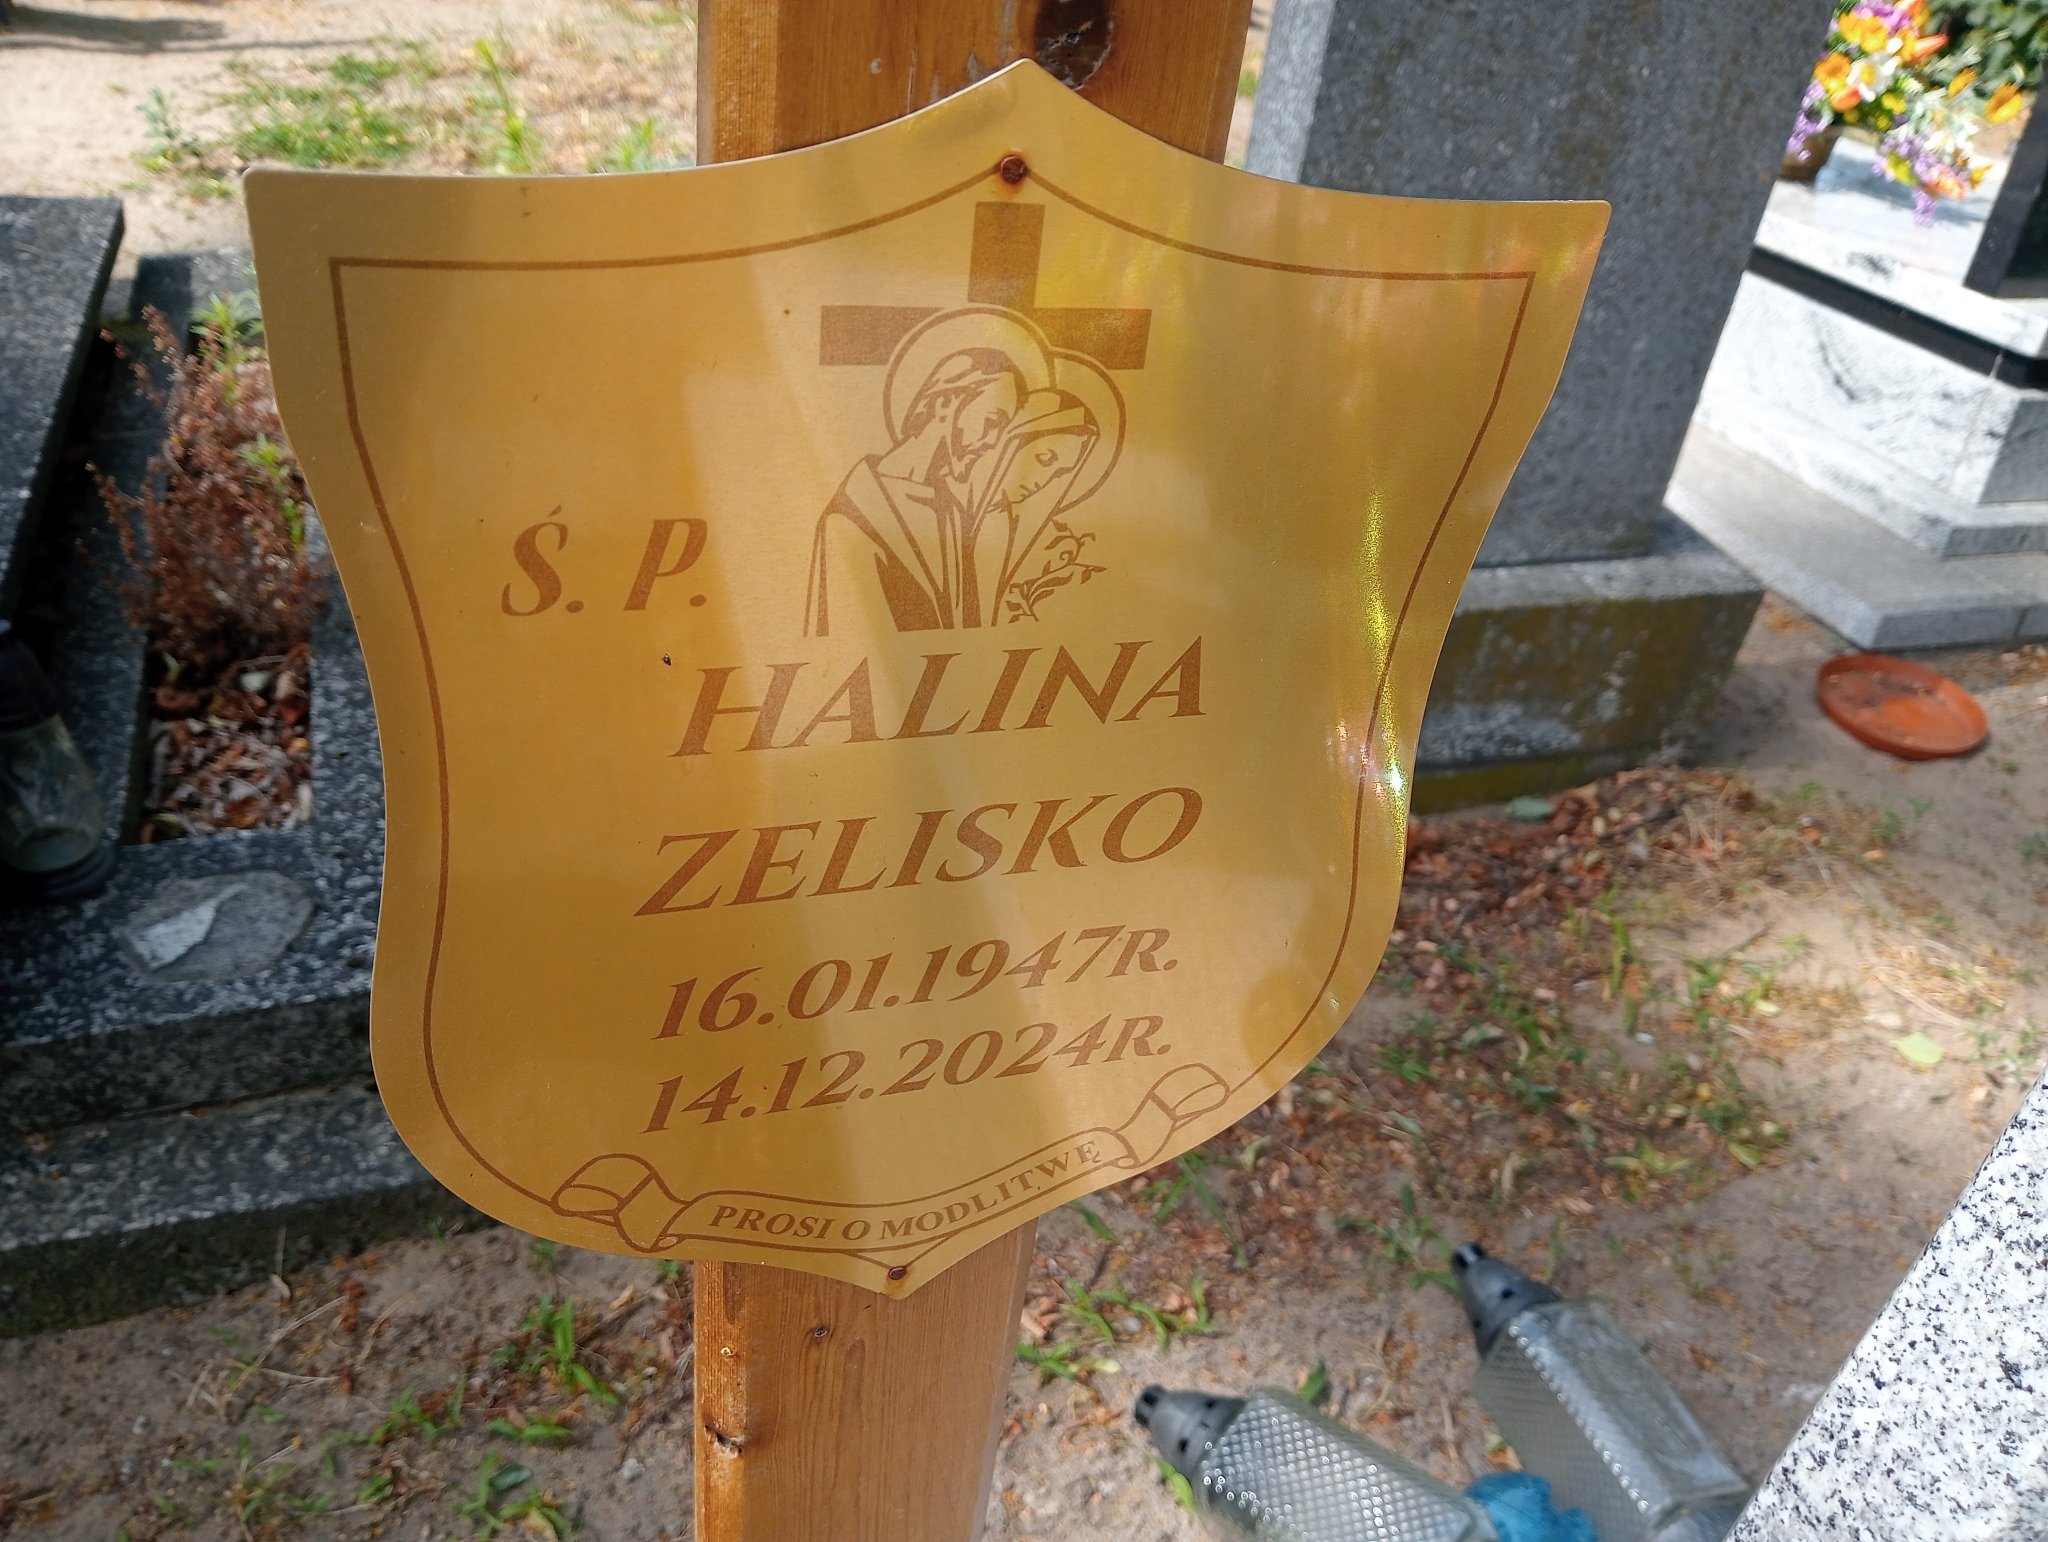 Ś. P.
HALINA
ZELISKO
16.01.1947R.
14.12.2024R.
PROSI O MODLITWĘ